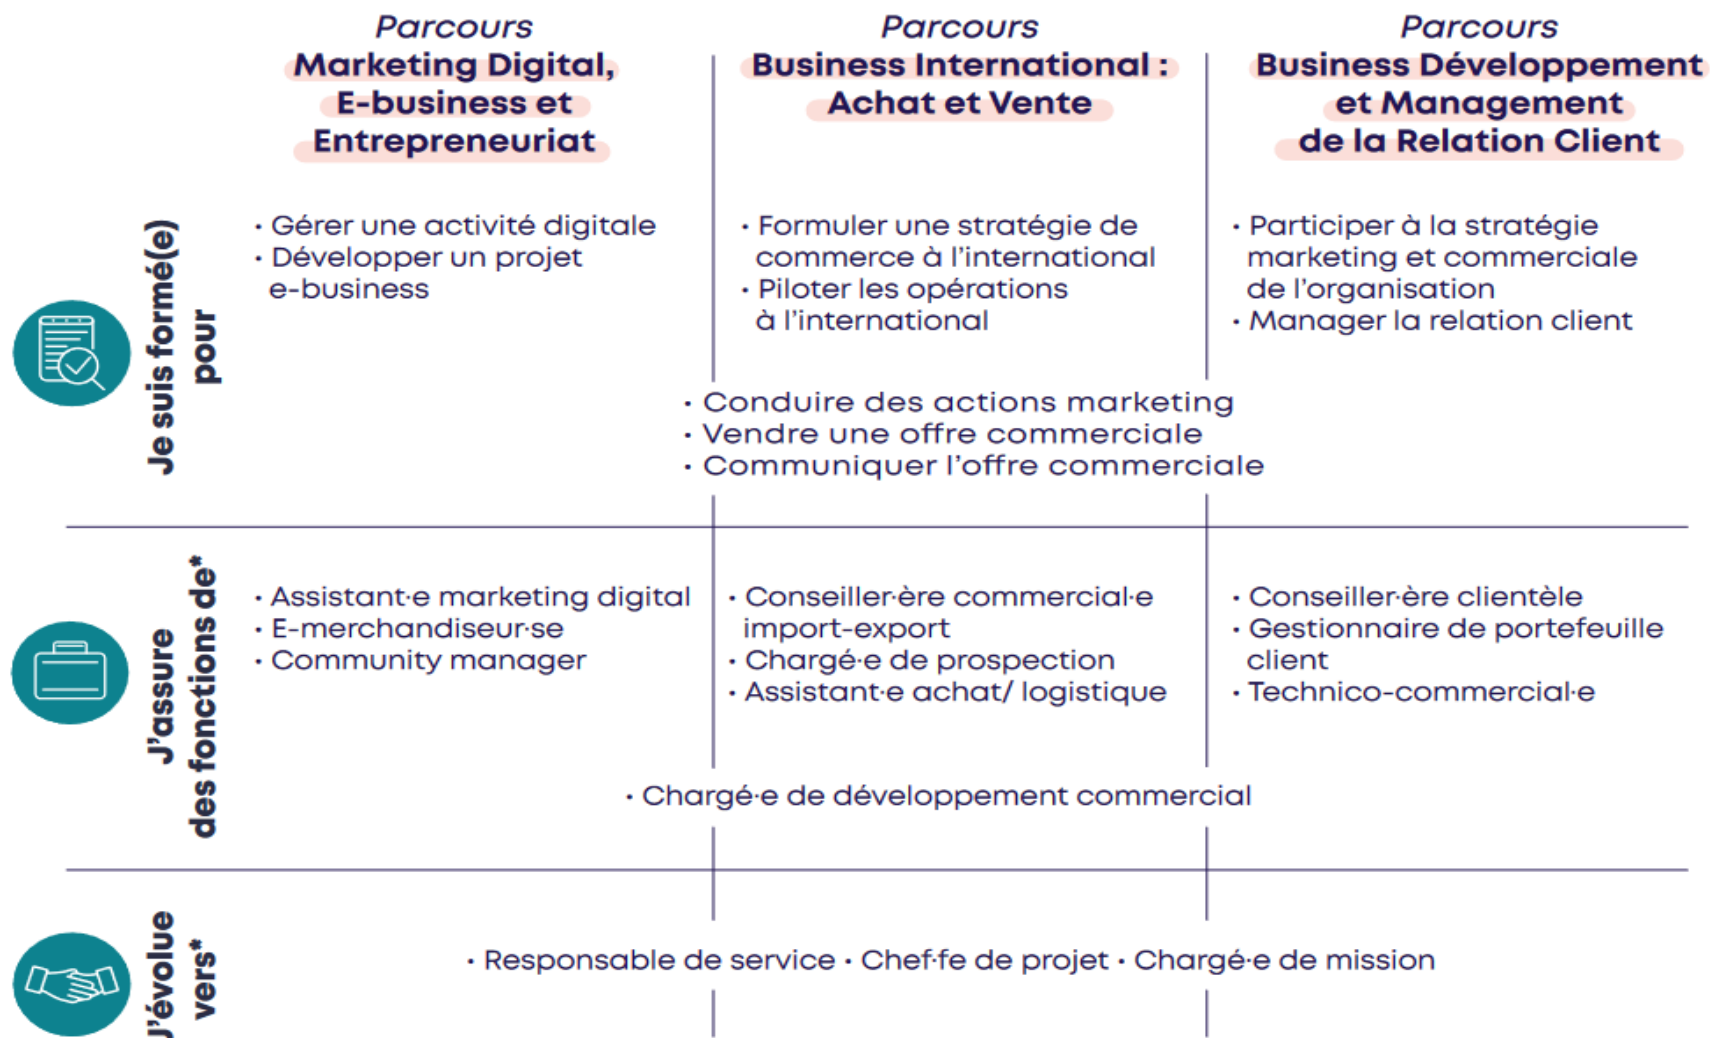 Parcours
Marketing Digital,
E-business et
Entrepreneuriat
Parcours
Business International :
Achat et Vente
Parcours
Business Développement
et Management
de la Relation Client
Je suis formé(e)
pour
· Gérer une activité digitale
· Développer un projet
e-business
· Formuler une stratégie de
commerce à l'international
· Piloter les opérations
à l'international
· Participer à la stratégie
marketing et commerciale
de l'organisation
· Manager la relation client
· Conduire des actions marketing
· Vendre une offre commerciale
· Communiquer l'offre commerciale
J'assure
des fonctions de*
· Assistant·e marketing digital
· E-merchandiseur·se
· Community manager
· Conseiller·ère commercial·e
import-export
· Chargé·e de prospection
· Assistant·e achat/ logistique
· Conseiller·ère clientèle
· Gestionnaire de portefeuille
client
· Technico-commercial·e
· Chargé·e de développement commercial
J'évolue
vers*
· Responsable de service · Chef·fe de projet · Chargé·e de mission